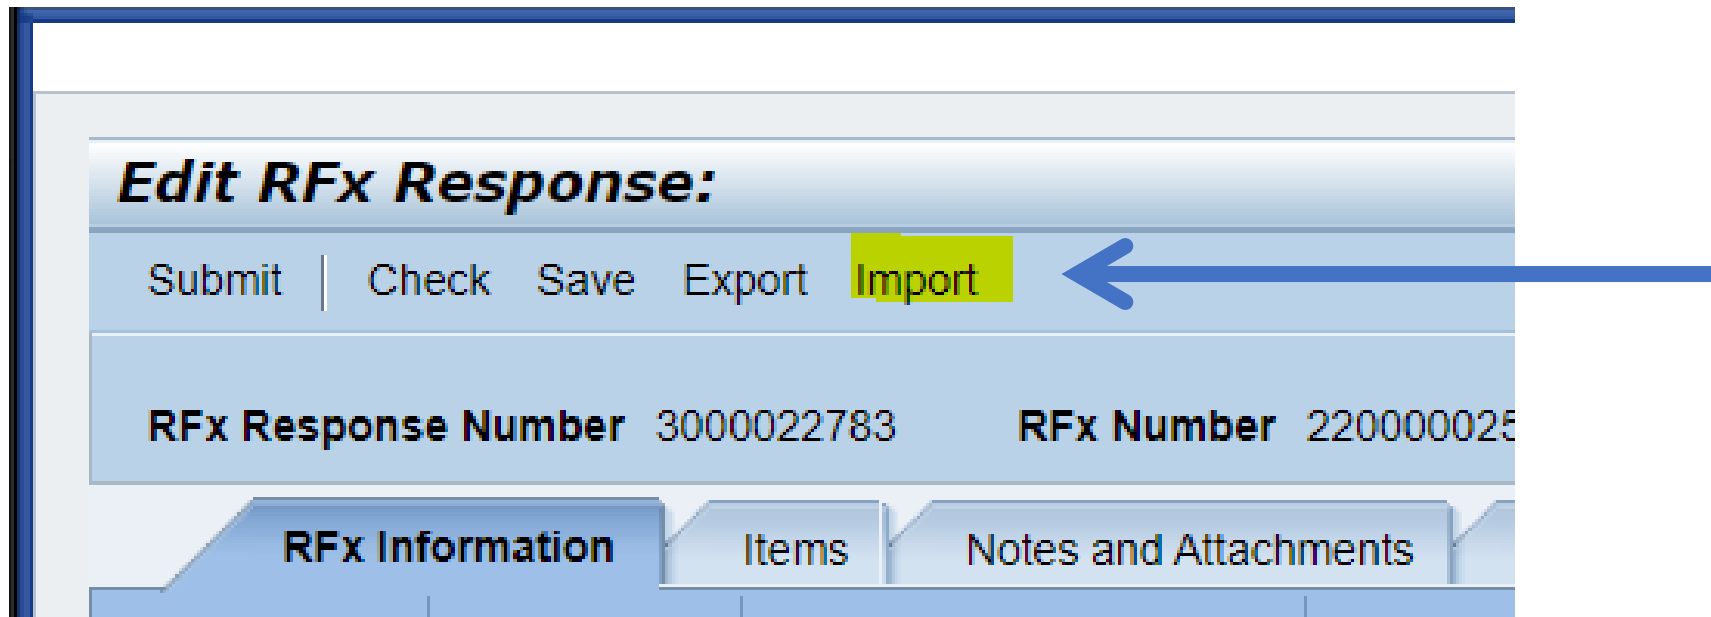 Edit RFx Response:
Submit Check Save Export Import
RFx Response Number 3000022783 RFx Number 220000025
RFx Information Items Notes and Attachments